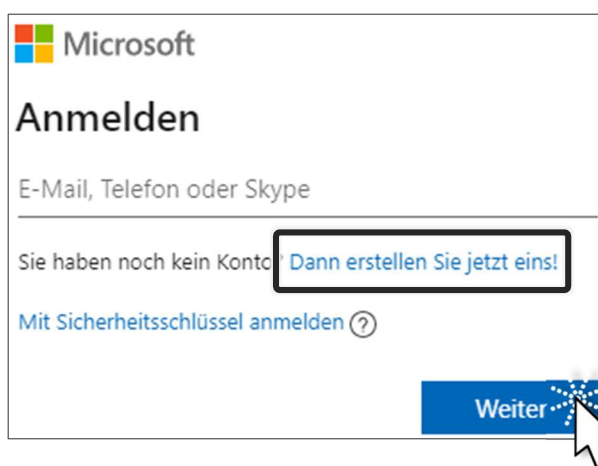 Microsoft
Anmelden
E-Mail, Telefon oder Skype
Sie haben noch kein Konto? Dann erstellen Sie jetzt eins!
Mit Sicherheitsschlüssel anmelden ?
Weiter